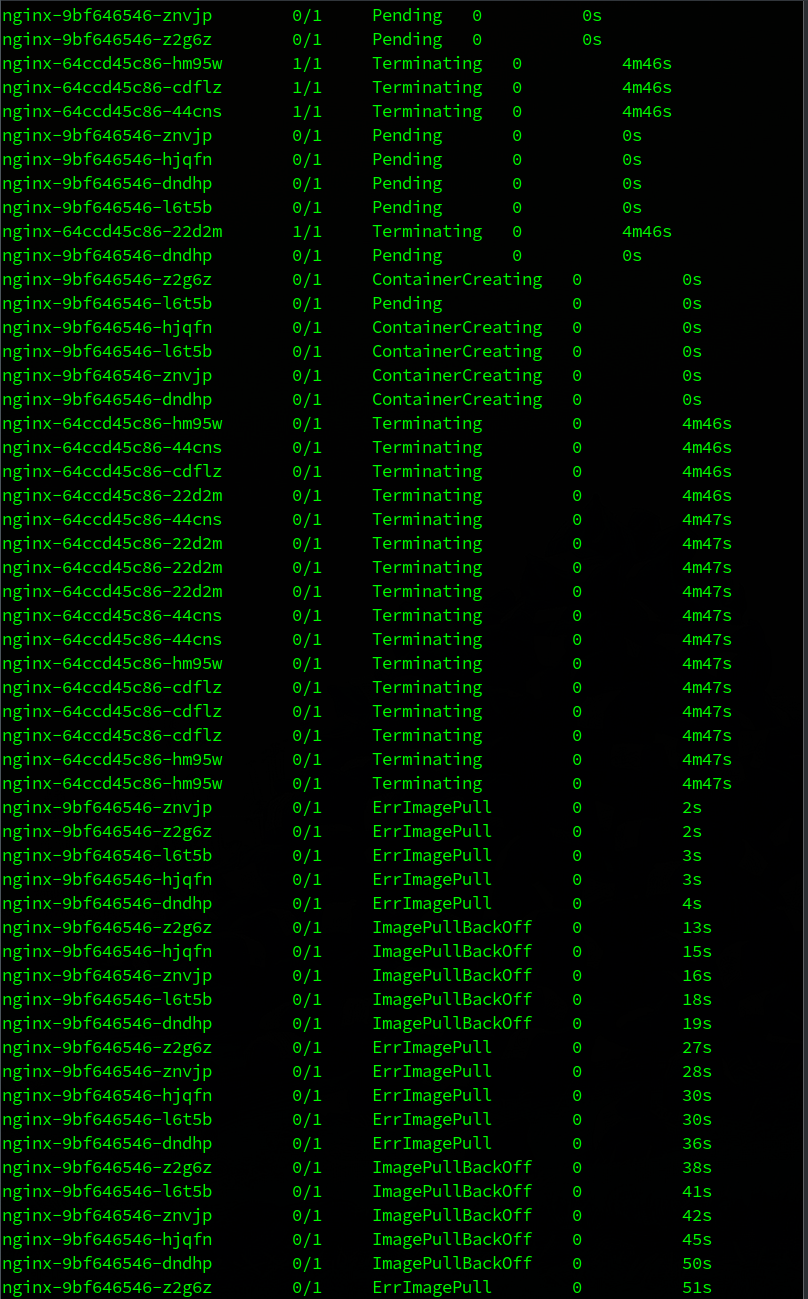 nginx-9bf646546-znvjp        0/1     Pending   0          0s
nginx-9bf646546-z2g6z        0/1     Pending   0          0s
nginx-64ccd45c86-hm95w       1/1     Terminating   0          4m46s
nginx-64ccd45c86-cdflz       1/1     Terminating   0          4m46s
nginx-64ccd45c86-44cns       1/1     Terminating   0          4m46s
nginx-9bf646546-znvjp        0/1     Pending       0          0s
nginx-9bf646546-hjqfn        0/1     Pending       0          0s
nginx-9bf646546-dndhp        0/1     Pending       0          0s
nginx-9bf646546-l6t5b        0/1     Pending       0          0s
nginx-64ccd45c86-22d2m       1/1     Terminating   0          4m46s
nginx-9bf646546-dndhp        0/1     Pending       0          0s
nginx-9bf646546-z2g6z        0/1     ContainerCreating   0          0s
nginx-9bf646546-l6t5b        0/1     Pending             0          0s
nginx-9bf646546-hjqfn        0/1     ContainerCreating   0          0s
nginx-9bf646546-l6t5b        0/1     ContainerCreating   0          0s
nginx-9bf646546-znvjp        0/1     ContainerCreating   0          0s
nginx-9bf646546-dndhp        0/1     ContainerCreating   0          0s
nginx-64ccd45c86-hm95w       0/1     Terminating         0          4m46s
nginx-64ccd45c86-44cns       0/1     Terminating         0          4m46s
nginx-64ccd45c86-cdflz       0/1     Terminating         0          4m46s
nginx-64ccd45c86-22d2m       0/1     Terminating         0          4m46s
nginx-64ccd45c86-44cns       0/1     Terminating         0          4m47s
nginx-64ccd45c86-22d2m       0/1     Terminating         0          4m47s
nginx-64ccd45c86-22d2m       0/1     Terminating         0          4m47s
nginx-64ccd45c86-22d2m       0/1     Terminating         0          4m47s
nginx-64ccd45c86-44cns       0/1     Terminating         0          4m47s
nginx-64ccd45c86-44cns       0/1     Terminating         0          4m47s
nginx-64ccd45c86-hm95w       0/1     Terminating         0          4m47s
nginx-64ccd45c86-cdflz       0/1     Terminating         0          4m47s
nginx-64ccd45c86-cdflz       0/1     Terminating         0          4m47s
nginx-64ccd45c86-cdflz       0/1     Terminating         0          4m47s
nginx-64ccd45c86-hm95w       0/1     Terminating         0          4m47s
nginx-64ccd45c86-hm95w       0/1     Terminating         0          4m47s
nginx-9bf646546-znvjp        0/1     ErrImagePull        0          2s
nginx-9bf646546-z2g6z        0/1     ErrImagePull        0          2s
nginx-9bf646546-l6t5b        0/1     ErrImagePull        0          3s
nginx-9bf646546-hjqfn        0/1     ErrImagePull        0          3s
nginx-9bf646546-dndhp        0/1     ErrImagePull        0          4s
nginx-9bf646546-z2g6z        0/1     ImagePullBackOff    0          13s
nginx-9bf646546-hjqfn        0/1     ImagePullBackOff    0          15s
nginx-9bf646546-znvjp        0/1     ImagePullBackOff    0          16s
nginx-9bf646546-l6t5b        0/1     ImagePullBackOff    0          18s
nginx-9bf646546-dndhp        0/1     ImagePullBackOff    0          19s
nginx-9bf646546-z2g6z        0/1     ErrImagePull        0          27s
nginx-9bf646546-znvjp        0/1     ErrImagePull        0          28s
nginx-9bf646546-hjqfn        0/1     ErrImagePull        0          30s
nginx-9bf646546-l6t5b        0/1     ErrImagePull        0          30s
nginx-9bf646546-dndhp        0/1     ErrImagePull        0          36s
nginx-9bf646546-z2g6z        0/1     ImagePullBackOff    0          38s
nginx-9bf646546-l6t5b        0/1     ImagePullBackOff    0          41s
nginx-9bf646546-znvjp        0/1     ImagePullBackOff    0          42s
nginx-9bf646546-hjqfn        0/1     ImagePullBackOff    0          45s
nginx-9bf646546-dndhp        0/1     ImagePullBackOff    0          50s
nginx-9bf646546-z2g6z        0/1     ErrImagePull        0          51s